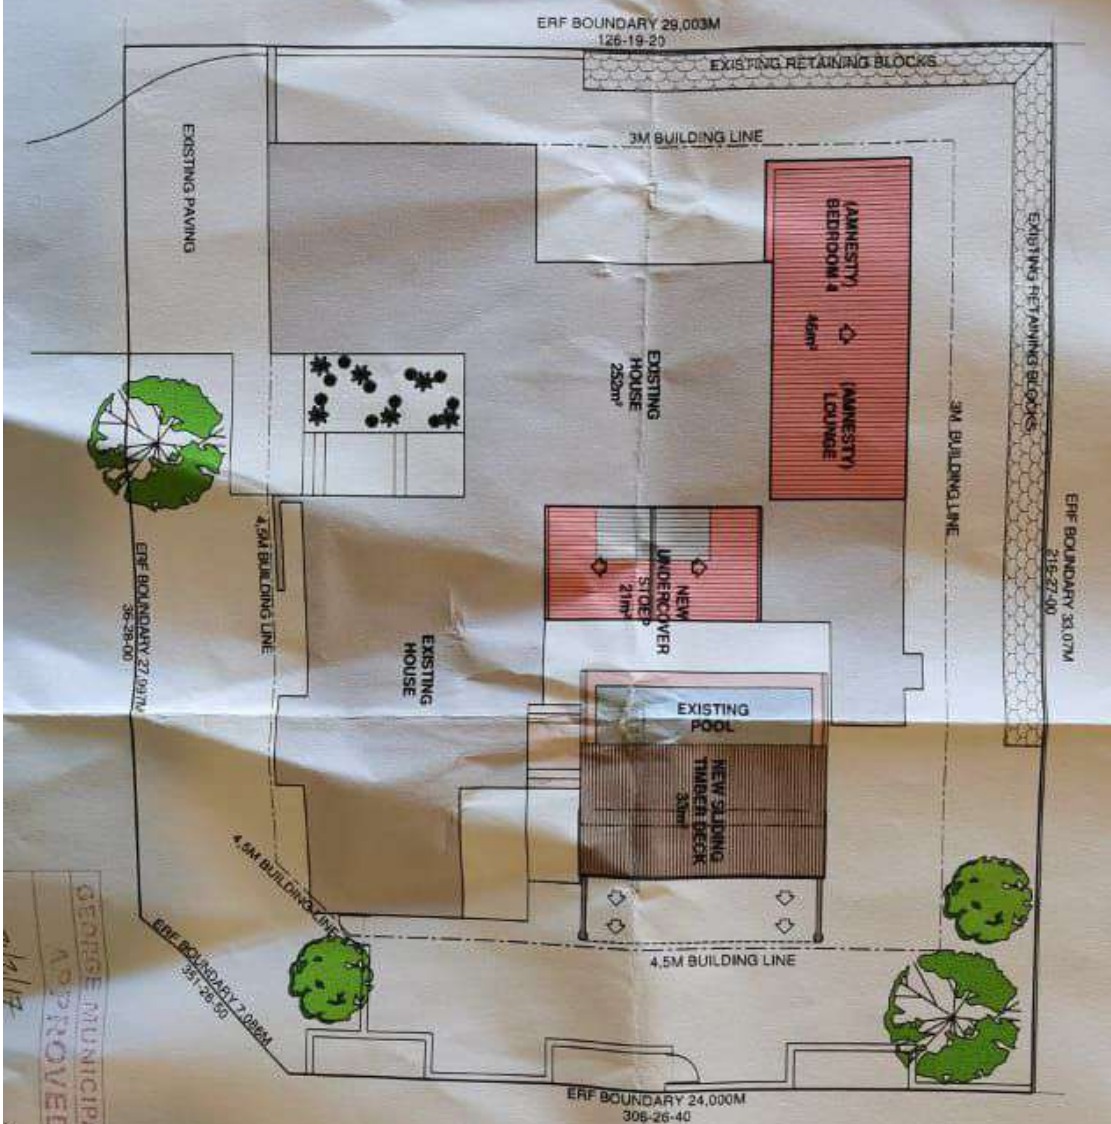 ERF BOUNDARY 29,003M
126-19-20
EXISTING RETAINING BLOCKS
3M BUILDING LINE
EXISTING PAVING
(AMNESTY)
BEDROOM 4
46m²
(AMNESTY)
LOUNGE
EXISTING RETAINING BLOCKS
EXISTING
HOUSE
252m²
3M BUILDING LINE
ERF BOUNDARY 33,07M
216-27-00
4,5M BUILDING LINE
NEW
UNDERCOVER
STOEP
21m²
ERF BOUNDARY 27,997M
36-28-00
EXISTING
HOUSE
EXISTING
POOL
NEW SLIDING
TIMBER DECK
33m²
4,5M BUILDING LINE
4,5M BUILDING LINE
ERF BOUNDARY 7,086M
351-26-50
GEORGE MUNICIP
APPROVE
ERF BOUNDARY 24,000M
306-26-40